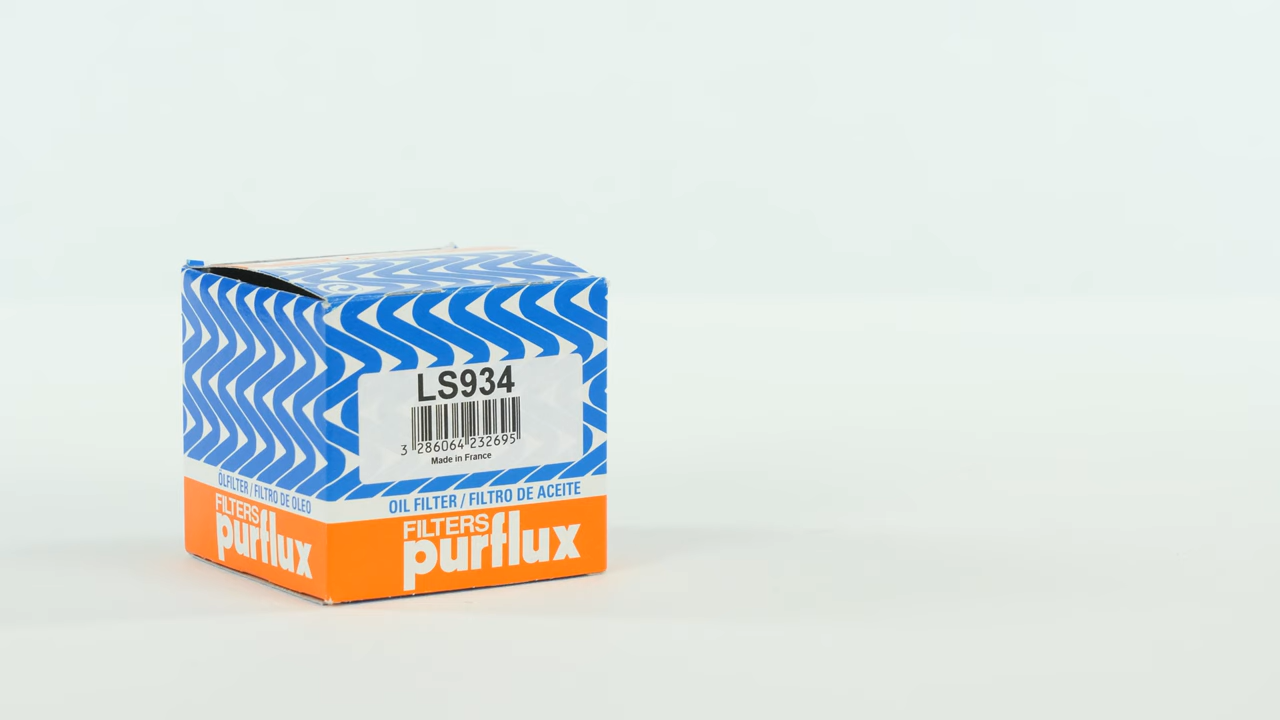 LS934
3 286064 232695
Made in France
OIL FILTER / FILTRO DE ACEITE
FILTERS
purflux
ÖLFILTER / FILTRO DE OLEO
FILTERS
purflux